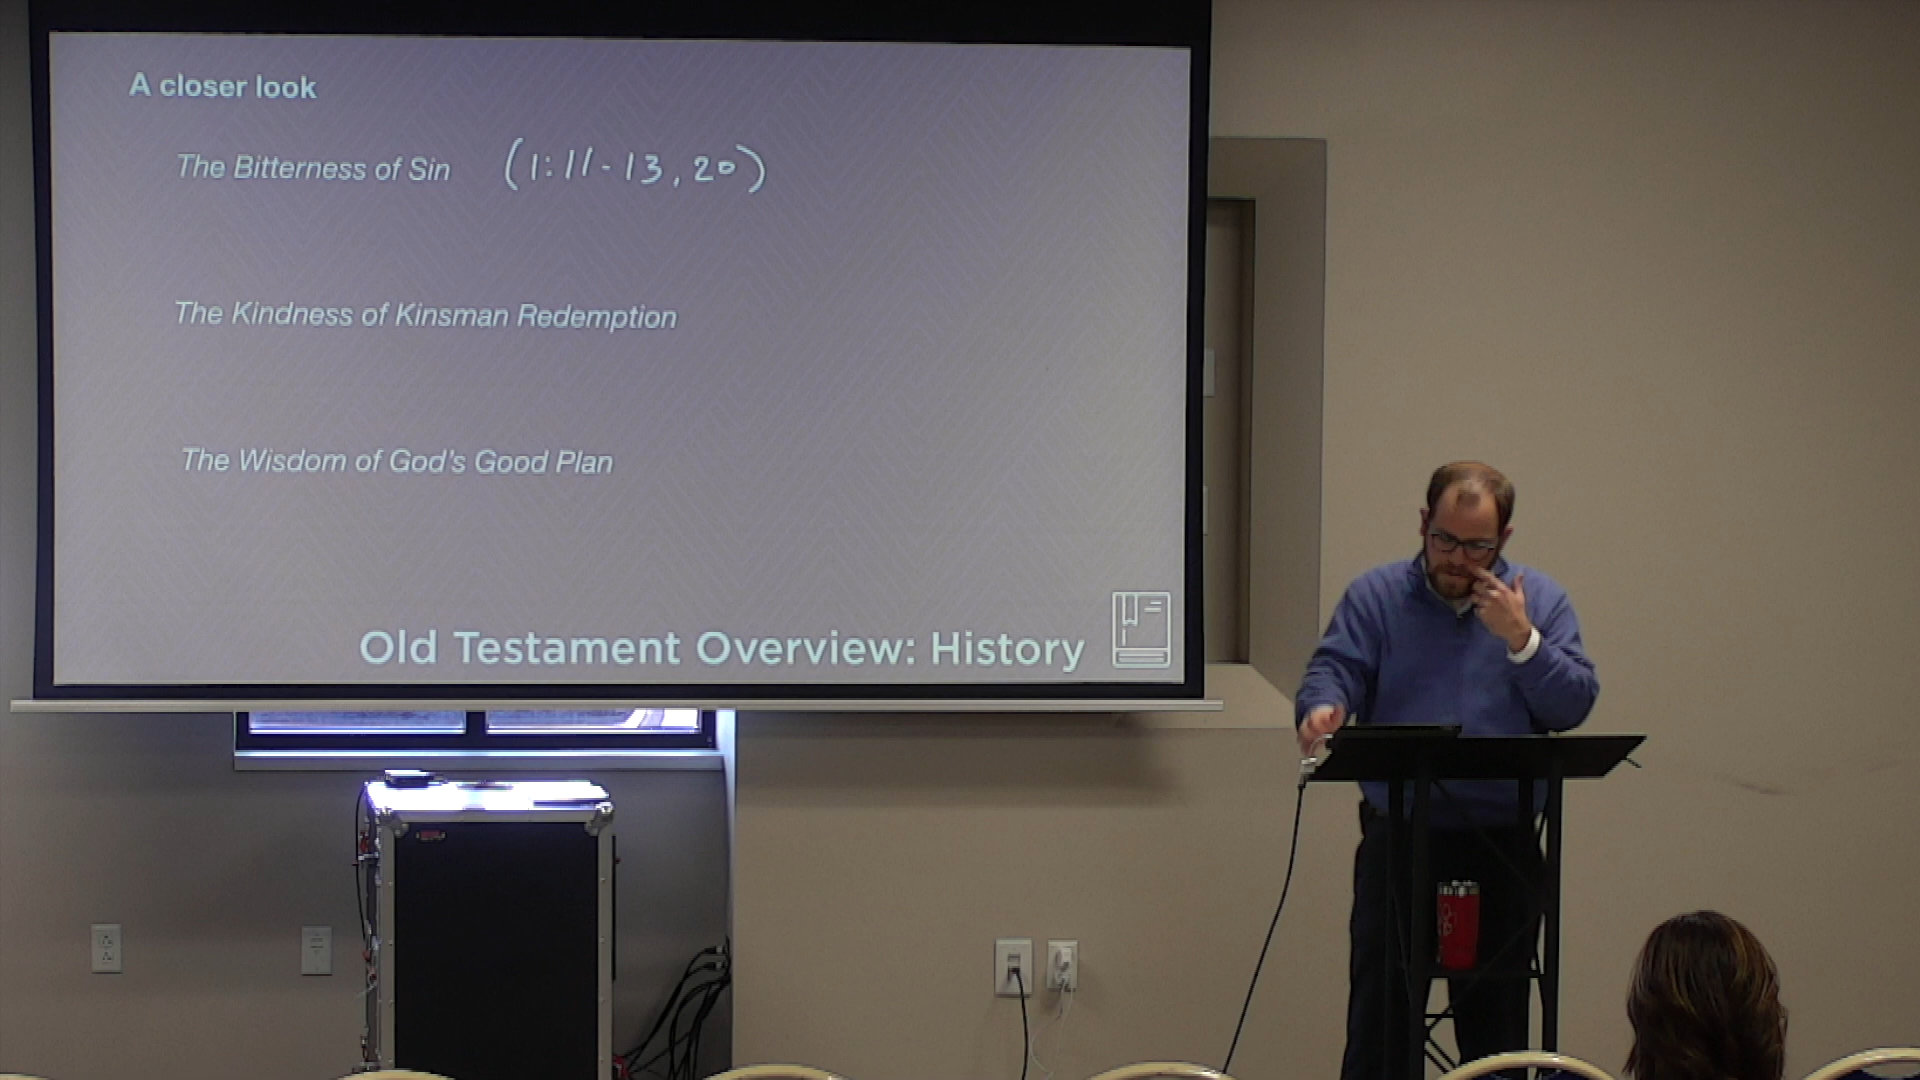 A closer look
The Bitterness of Sin (1:11-13, 20)
The Kindness of Kinsman Redemption
The Wisdom of God's Good Plan
Old Testament Overview: History